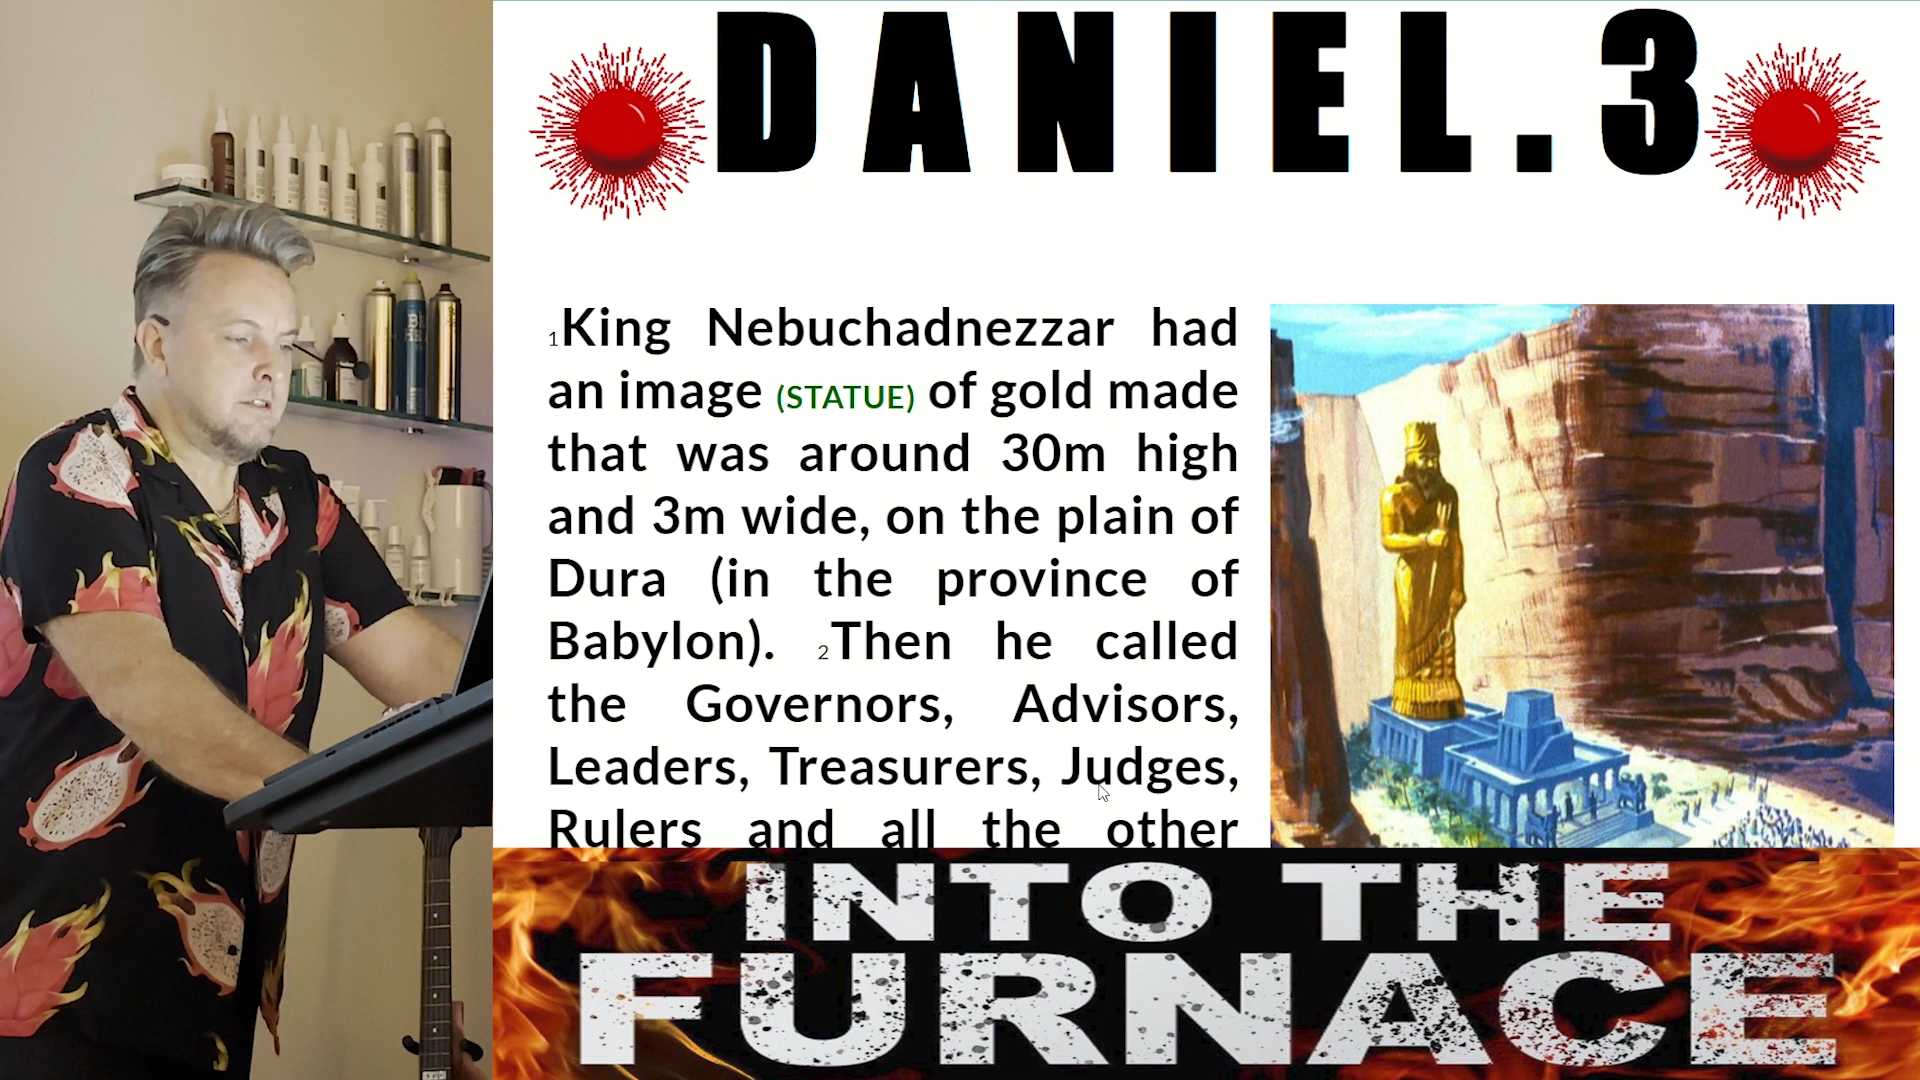 DANIEL.3
1King Nebuchadnezzar had
an image (STATUE) of gold made
that was around 30m high
and 3m wide, on the plain of
Dura (in the province of
Babylon). 2Then he called
the Governors, Advisors,
Leaders, Treasurers, Judges,
Rulers and all the other
INTO THE
FURNACE